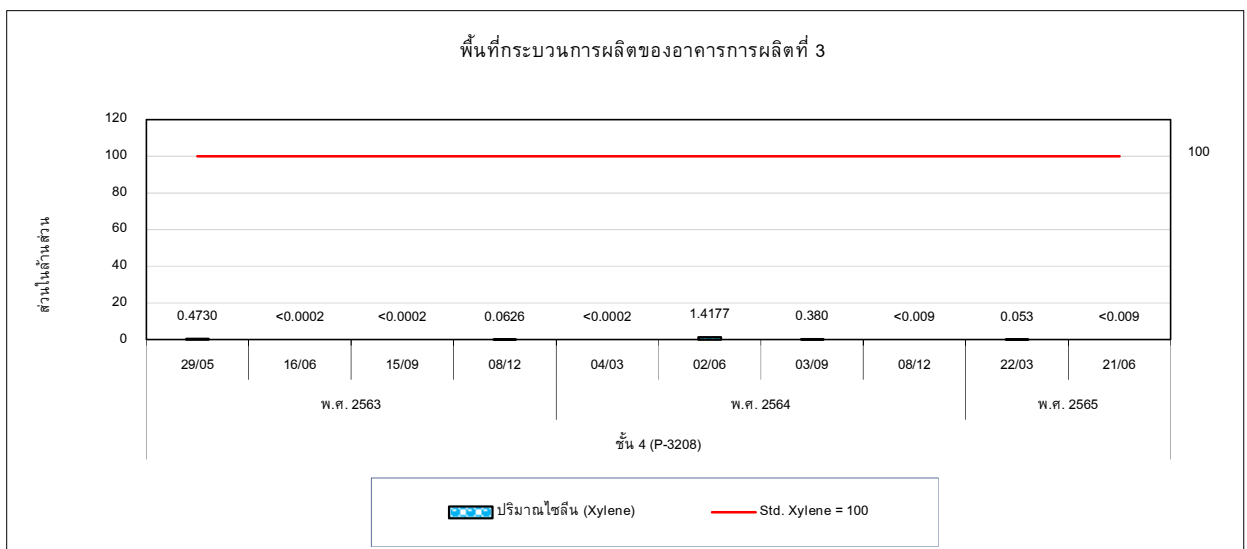 พื้นที่กระบวนการผลิตของอาคารการผลิตที่ 3
ส่วนในล้านส่วน
120
100
80
60
40
20
0
100
0.4730 <0.0002 <0.0002 0.0626 <0.0002 1.4177 0.380 <0.009 0.053 <0.009
29/05 16/06 15/09 08/12 04/03 02/06 03/09 08/12 22/03 21/06
พ.ศ. 2563 พ.ศ. 2564 พ.ศ. 2565
ชั้น 4 (P-3208)
ปริมาณไซลีน (Xylene) Std. Xylene = 100